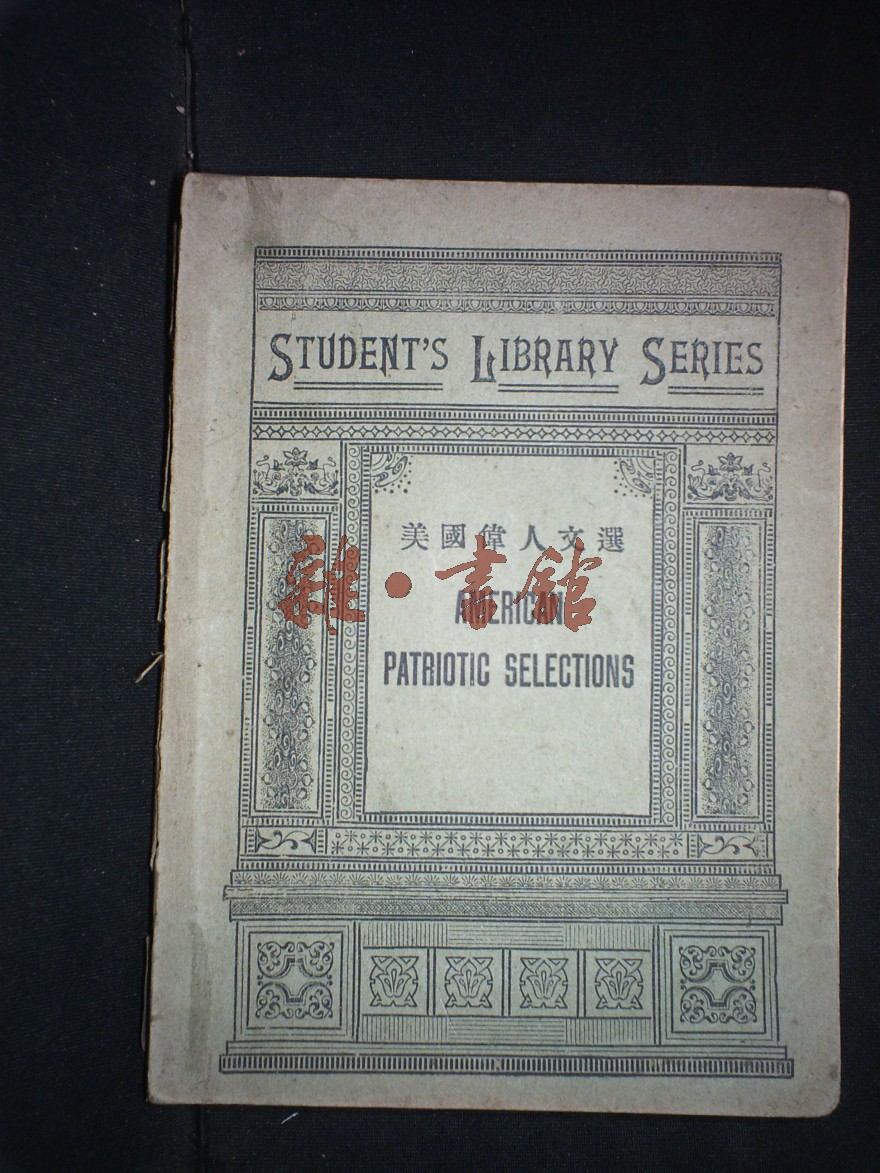 STUDENT'S LIBRARY SERIES
美國偉人文選
雜·書館
AMERICAN
PATRIOTIC SELECTIONS